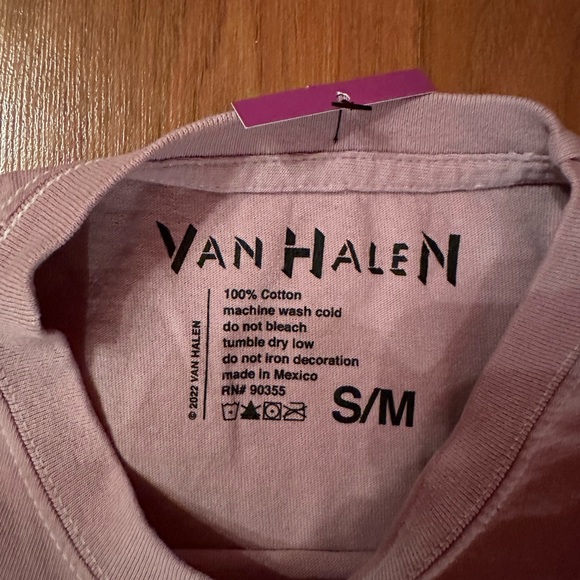 VAN HALEN
© 2022 VAN HALEN
100% Cotton
machine wash cold
do not bleach
tumble dry low
do not iron decoration
made in Mexico
RN# 90355
S/M